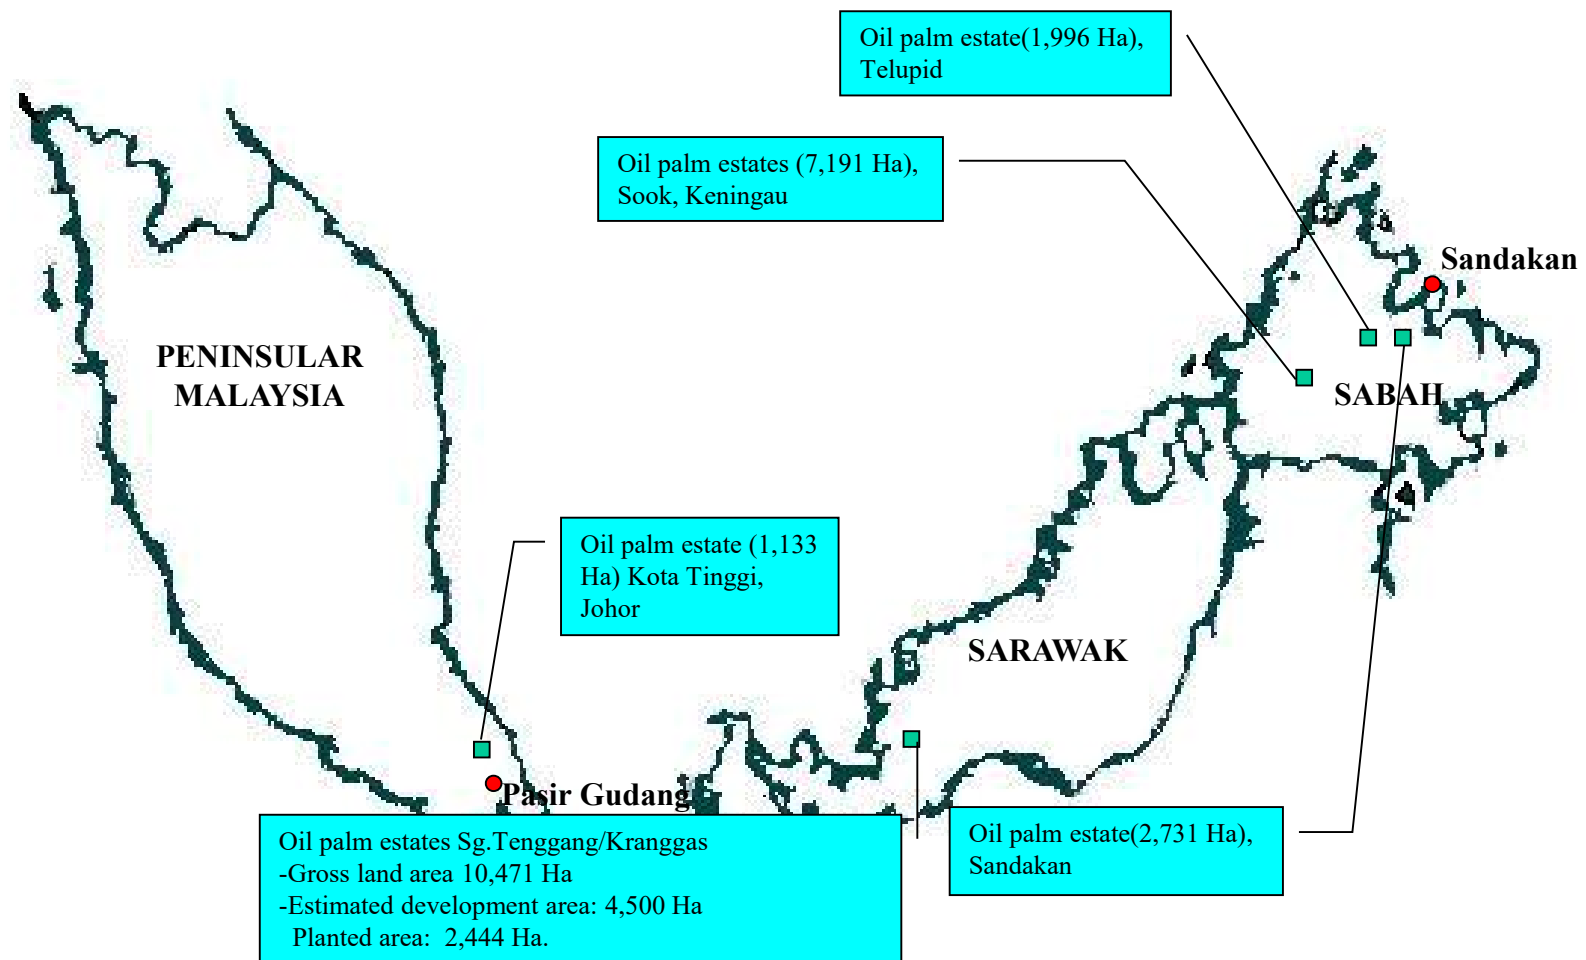 Oil palm estate(1,996 Ha),
Telupid
Oil palm estates (7,191 Ha),
Sook, Keningau
Sandakan
PENINSULAR
MALAYSIA
SABAH
Oil palm estate (1,133
Ha) Kota Tinggi,
Johor
SARAWAK
Pasir Gudang
Oil palm estates Sg.Tenggang/Kranggas
-Gross land area 10,471 Ha
-Estimated development area: 4,500 Ha
Planted area: 2,444 Ha.
Oil palm estate(2,731 Ha),
Sandakan